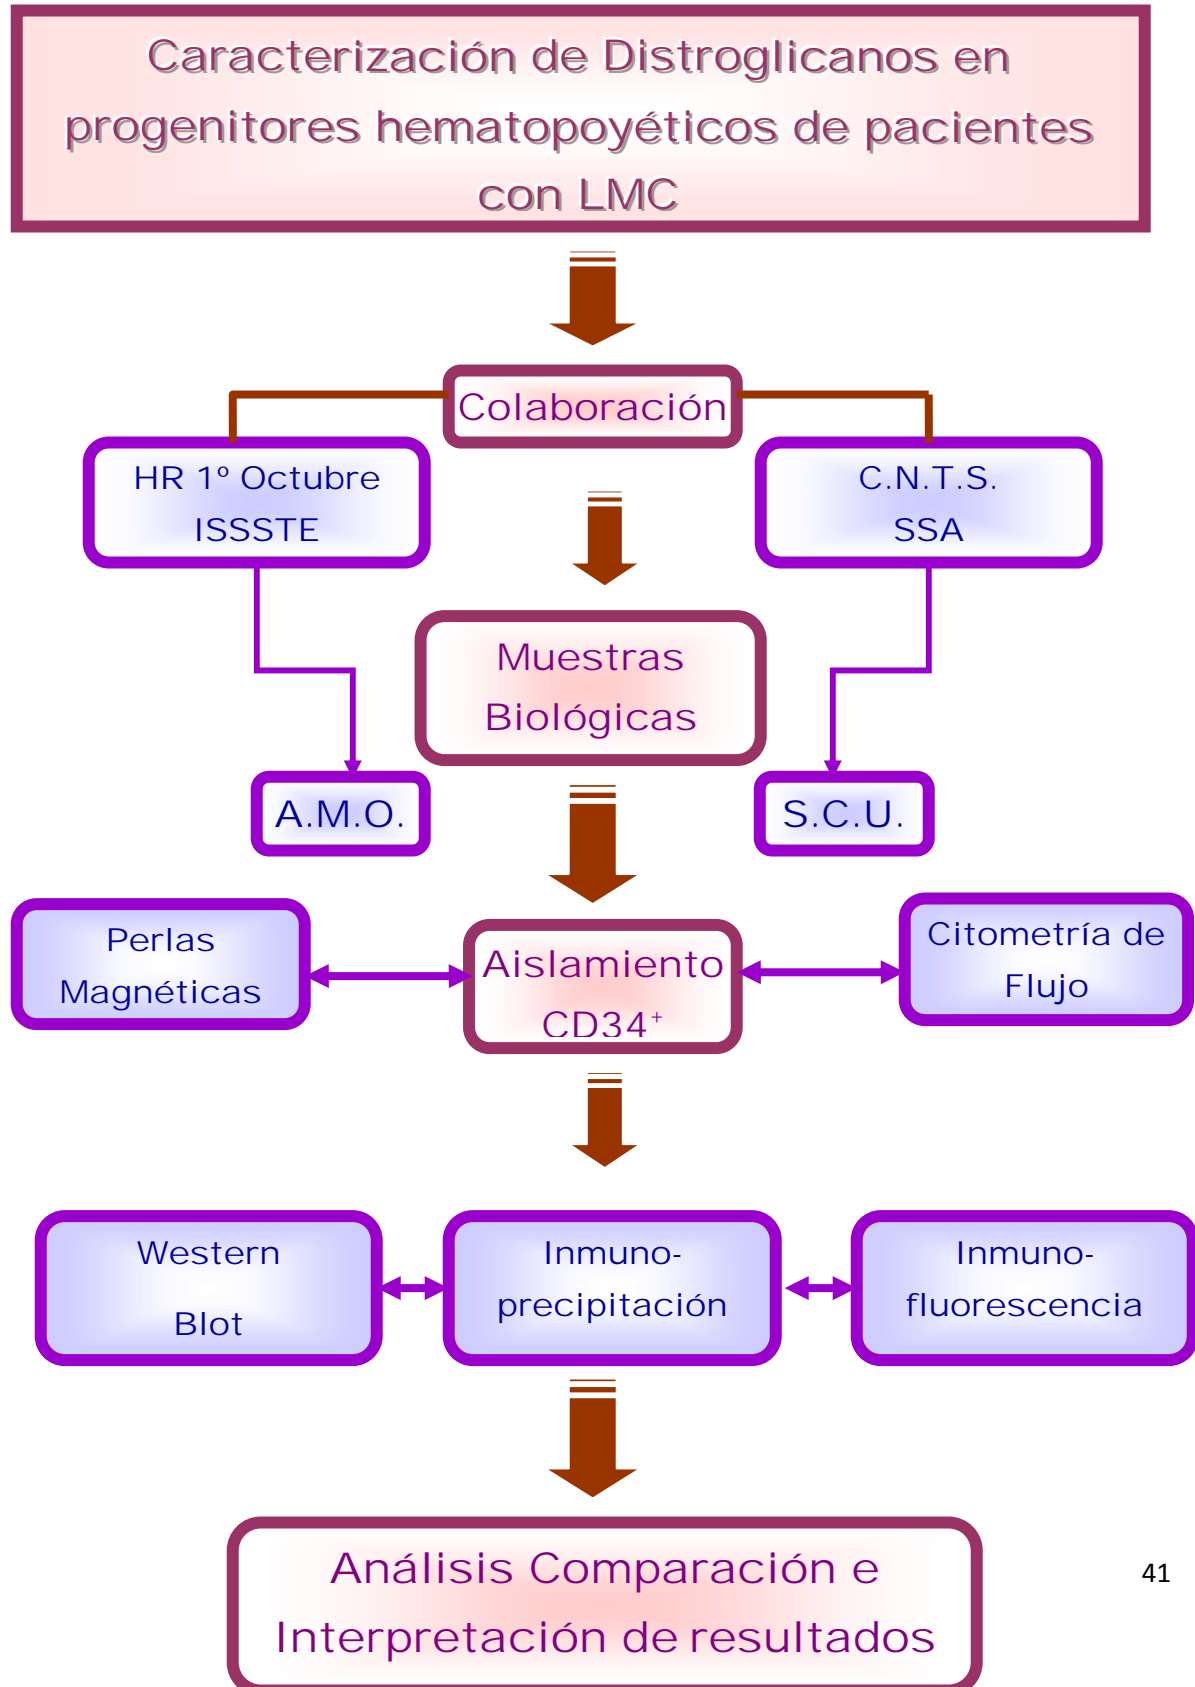 Caracterización de Distroglicanos en
progenitores hematopoyéticos de pacientes
con LMC
Colaboración
HR 1º Octubre
ISSSTE
C.N.T.S.
SSA
Muestras
Biológicas
A.M.O.
S.C.U.
Perlas
Magnéticas
Aislamiento
CD34⁺
Citometría de
Flujo
Western
Blot
Inmuno-
precipitación
Inmuno-
fluorescencia
Análisis Comparación e
Interpretación de resultados
41